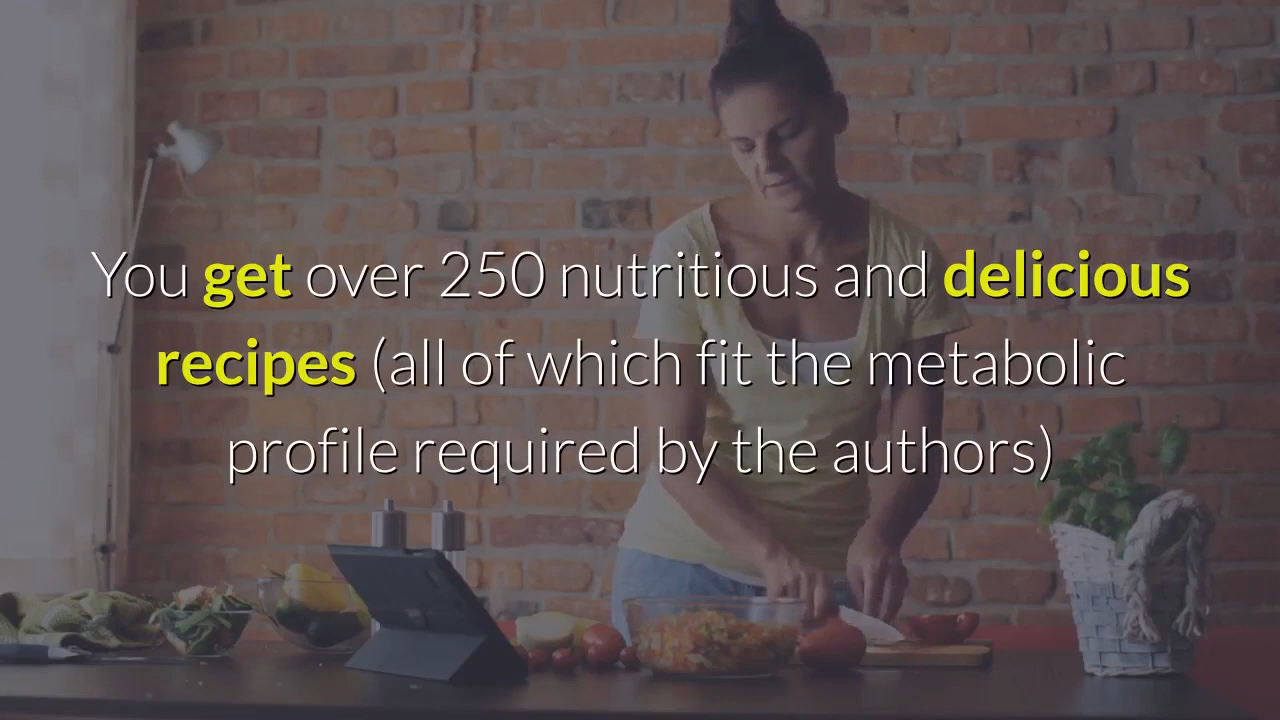 You get over 250 nutritious and delicious
recipes (all of which fit the metabolic
profile required by the authors)